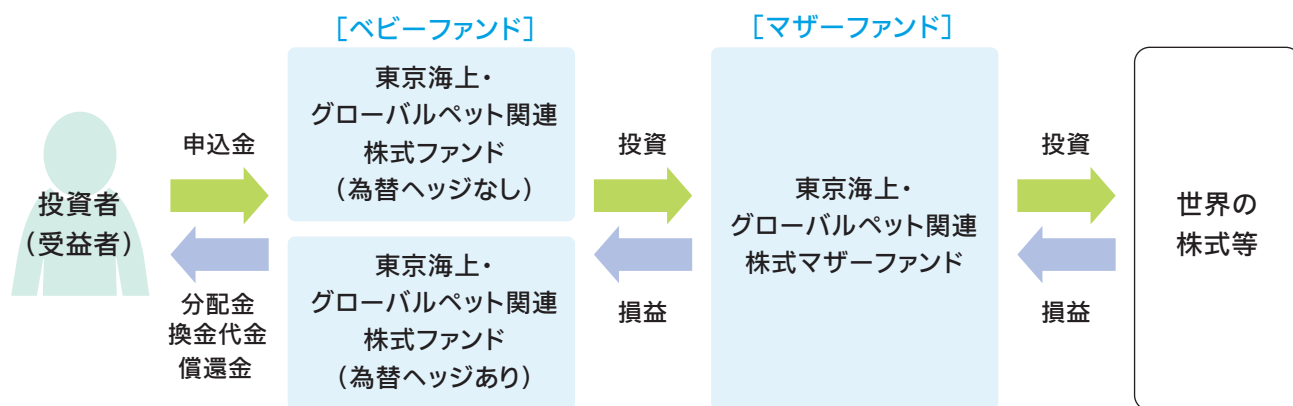 [ベビーファンド]
[マザーファンド]
投資者
(受益者)
申込金
分配金
換金代金
償還金
東京海上・
グローバルペット関連
株式ファンド
(為替ヘッジなし)
東京海上・
グローバルペット関連
株式ファンド
(為替ヘッジあり)
投資
損益
東京海上・
グローバルペット関連
株式マザーファンド
投資
損益
世界の
株式等